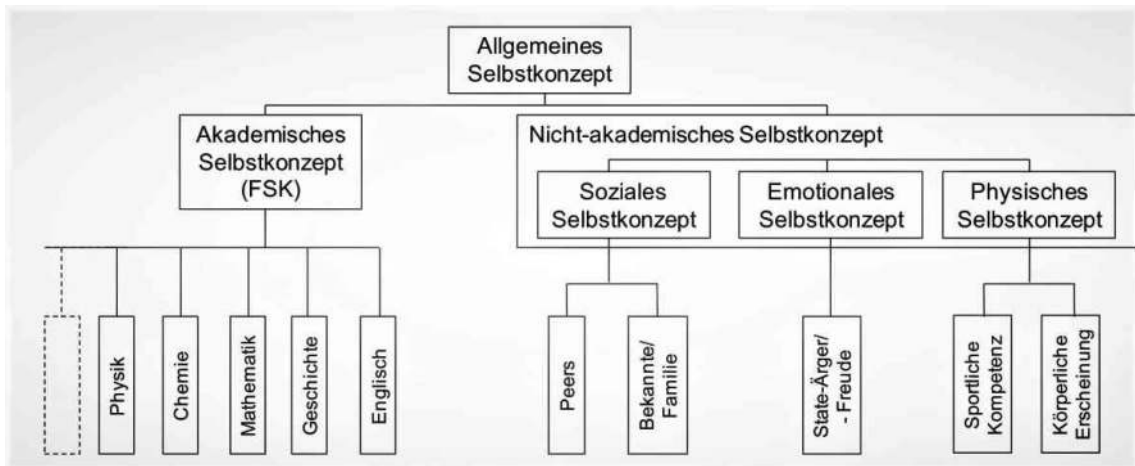 Allgemeines
Selbstkonzept
Akademisches
Selbstkonzept
(FSK)
Nicht-akademisches Selbstkonzept
Soziales
Selbstkonzept
Emotionales
Selbstkonzept
Physisches
Selbstkonzept
Physik
Chemie
Mathematik
Geschichte
Englisch
Peers
Bekannte/
Familie
State-Ärger/
- Freude
Sportliche
Kompetenz
Körperliche
Erscheinung